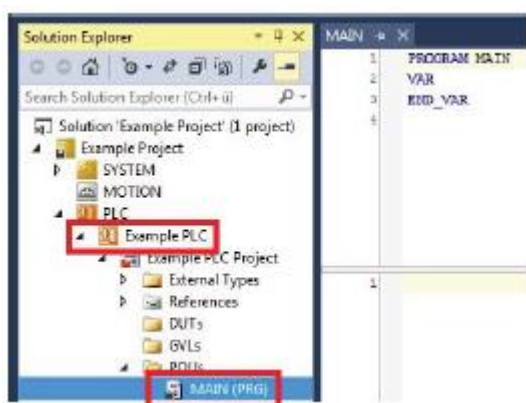 Solution Explorer
Search Solution Explorer (Ctrl+ü)
Solution 'Example Project' (1 project)
Example Project
SYSTEM
MOTION
PLC
Example PLC
Example PLC Project
External Types
References
DUTs
GVLs
POUs
MAIN (PRG)
MAIN
1 PROGRAM MAIN
2 VAR
3 END_VAR
4
1